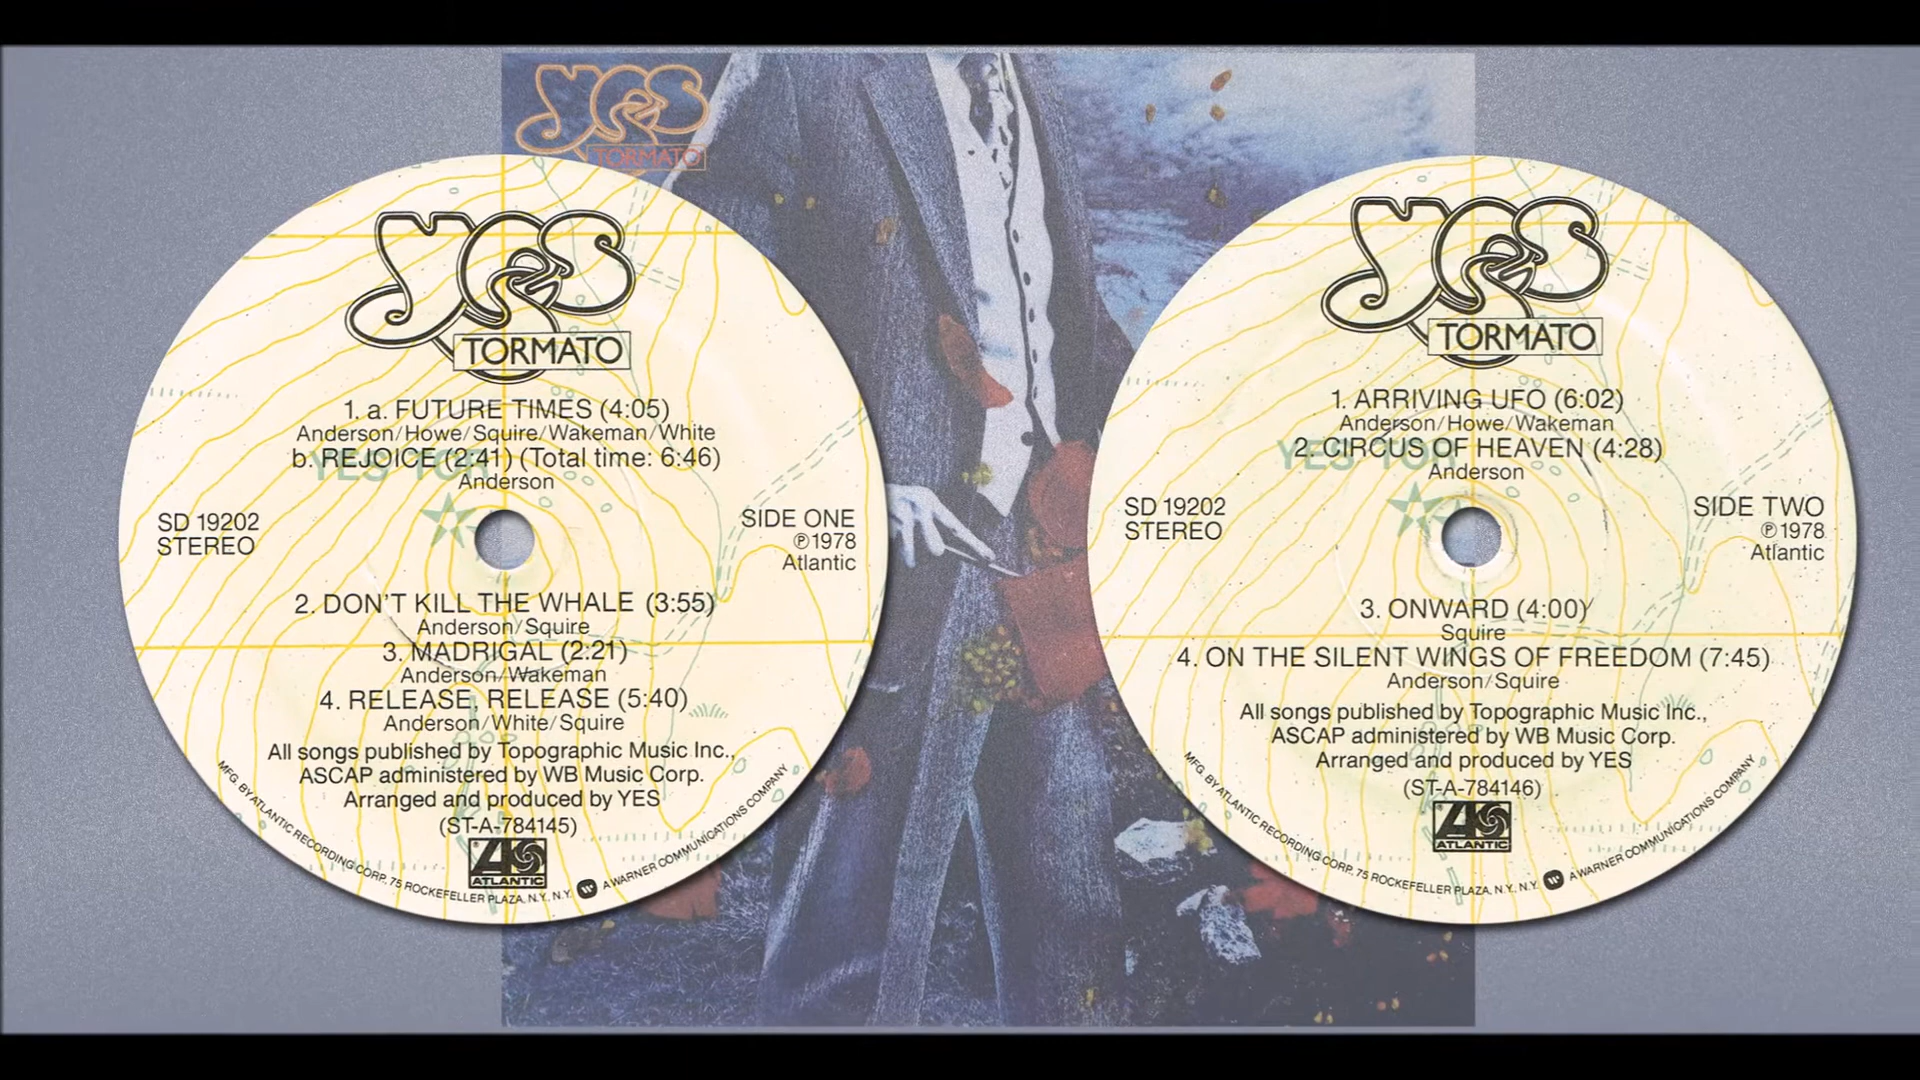 YES
TORMATO
YES
TORMATO
1. a. FUTURE TIMES (4:05)
Anderson/Howe/Squire/Wakeman/White
b. REJOICE (2:41) (Total time: 6:46)
Anderson
YES TOR
SD 19202
STEREO
SIDE ONE
℗1978
Atlantic
2. DON'T KILL THE WHALE (3:55)
Anderson/Squire
3. MADRIGAL (2:21)
Anderson/Wakeman
4. RELEASE, RELEASE (5:40)
Anderson/White/Squire
All songs published by Topographic Music Inc.,
ASCAP administered by WB Music Corp.
Arranged and produced by YES
(ST-A-784145)
ATLANTIC
MFG. BY ATLANTIC RECORDING CORP., 75 ROCKEFELLER PLAZA, N.Y., N.Y. A WARNER COMMUNICATIONS COMPANY
YES
TORMATO
1. ARRIVING UFO (6:02)
Anderson/Howe/Wakeman
2. CIRCUS OF HEAVEN (4:28)
Anderson
YES TOR
SD 19202
STEREO
SIDE TWO
℗1978
Atlantic
3. ONWARD (4:00)
Squire
4. ON THE SILENT WINGS OF FREEDOM (7:45)
Anderson/Squire
All songs published by Topographic Music Inc.,
ASCAP administered by WB Music Corp.
Arranged and produced by YES
(ST-A-784146)
ATLANTIC
MFG. BY ATLANTIC RECORDING CORP., 75 ROCKEFELLER PLAZA, N.Y., N.Y. A WARNER COMMUNICATIONS COMPANY